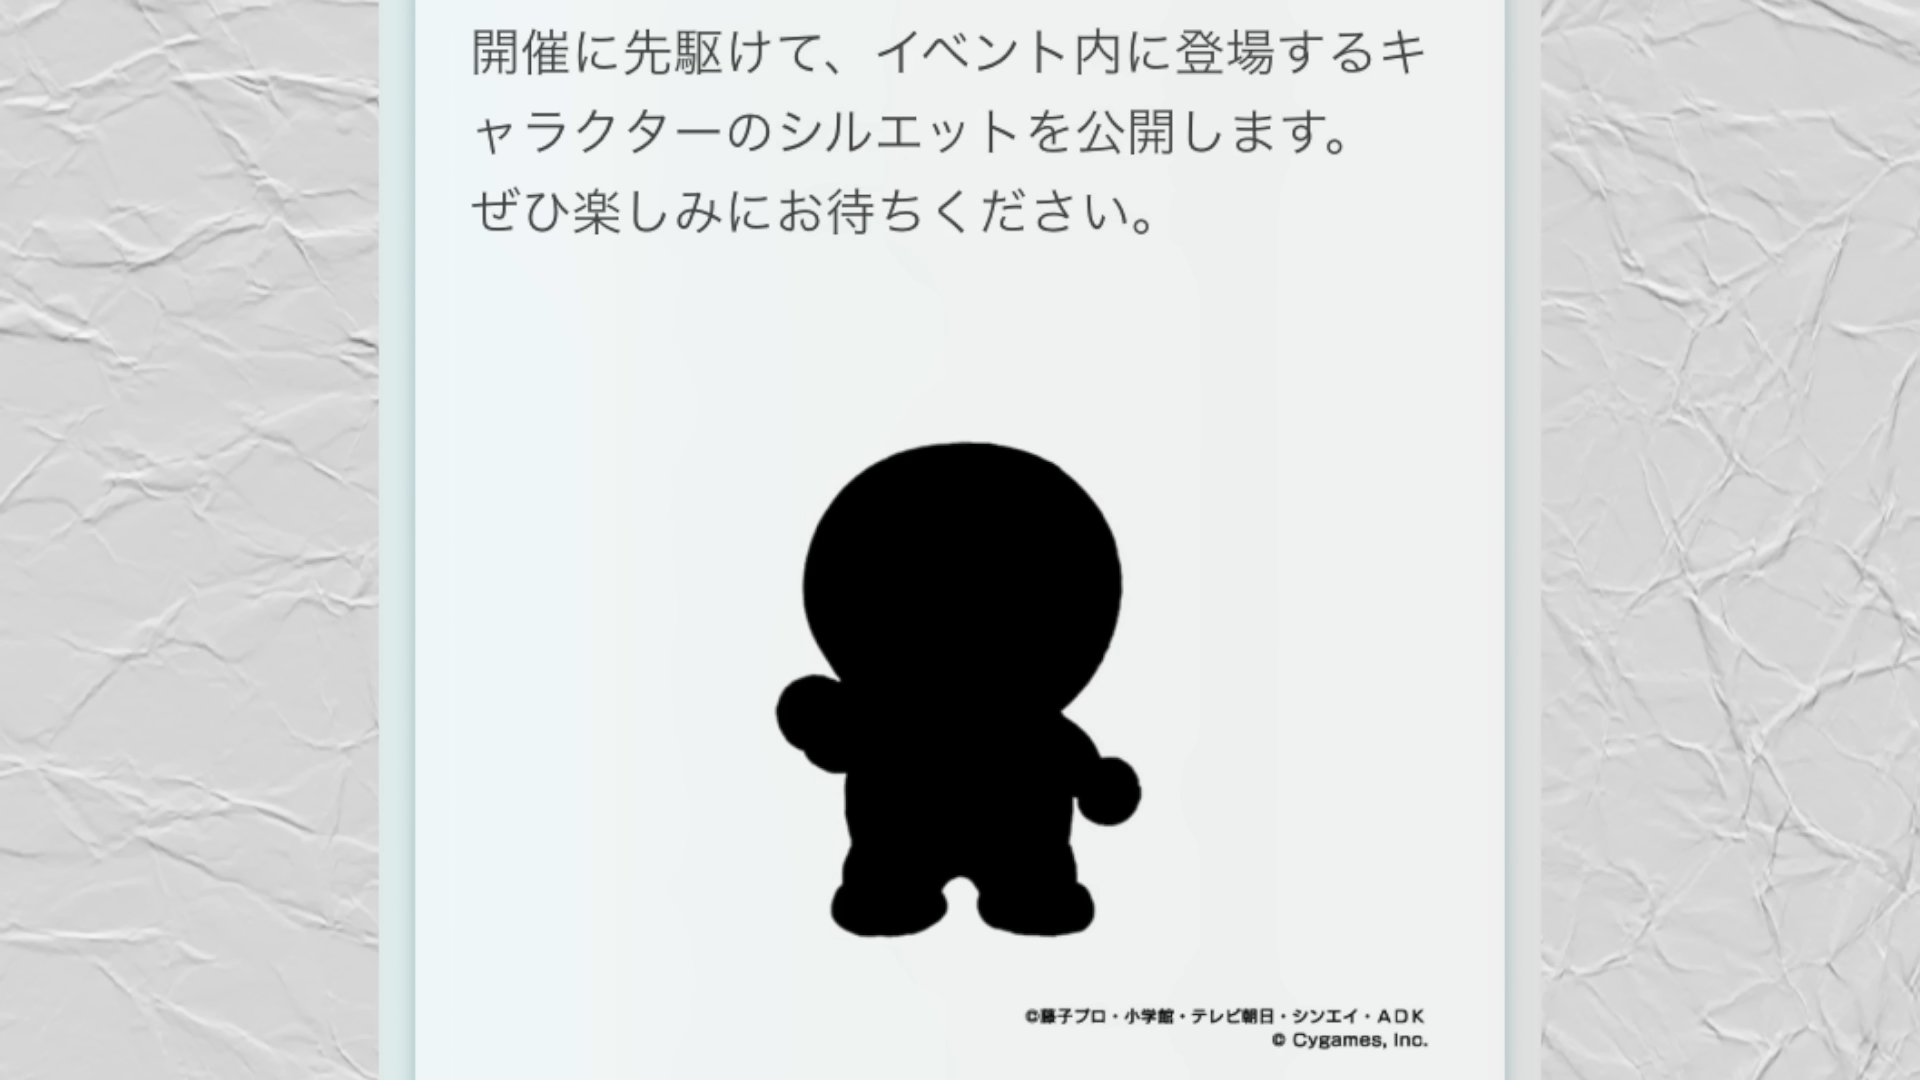 開催に先駆けて、イベント内に登場するキ
ャラクターのシルエットを公開します。
ぜひ楽しみにお待ちください。
©藤子プロ・小学館・テレビ朝日・シンエイ・ADK
© Cygames, Inc.